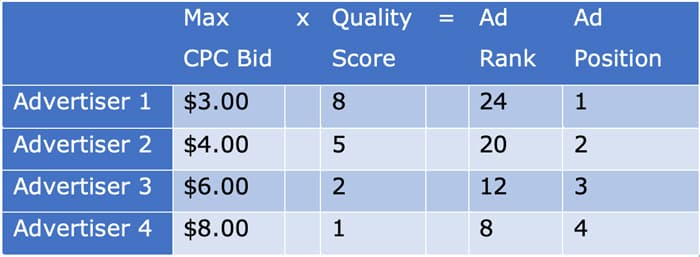 Max x Quality = Ad Ad
CPC Bid Score Rank Position
Advertiser 1 $3.00 8 24 1
Advertiser 2 $4.00 5 20 2
Advertiser 3 $6.00 2 12 3
Advertiser 4 $8.00 1 8 4